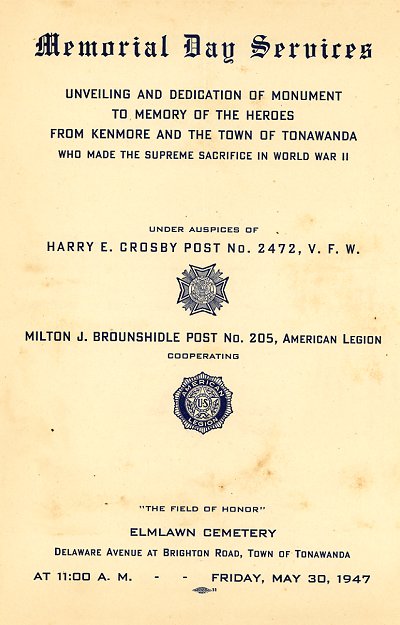 Memorial Day Services
UNVEILING AND DEDICATION OF MONUMENT
TO MEMORY OF THE HEROES
FROM KENMORE AND THE TOWN OF TONAWANDA
WHO MADE THE SUPREME SACRIFICE IN WORLD WAR II
UNDER AUSPICES OF
HARRY E. CROSBY POST No. 2472, V. F. W.
MILTON J. BROUNSHIDLE POST No. 205, AMERICAN LEGION
COOPERATING
AMERICAN
US
LEGION
"THE FIELD OF HONOR"
ELMLAWN CEMETERY
DELAWARE AVENUE AT BRIGHTON ROAD, TOWN OF TONAWANDA
AT 11:00 A. M. - - FRIDAY, MAY 30, 1947